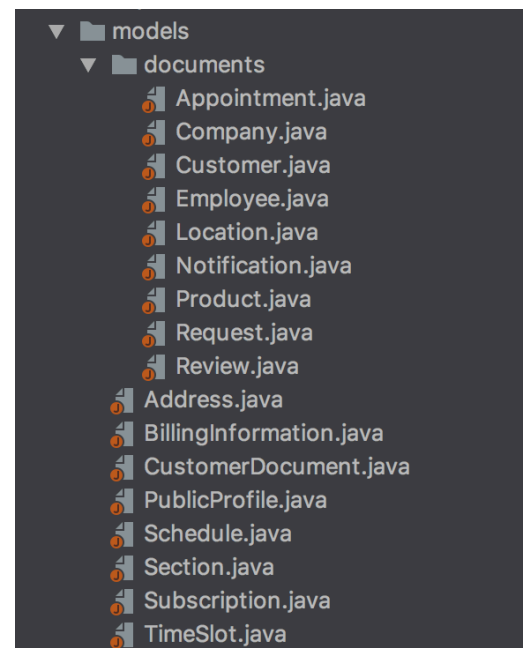 models
documents
Appointment.java
Company.java
Customer.java
Employee.java
Location.java
Notification.java
Product.java
Request.java
Review.java
Address.java
BillingInformation.java
CustomerDocument.java
PublicProfile.java
Schedule.java
Section.java
Subscription.java
TimeSlot.java